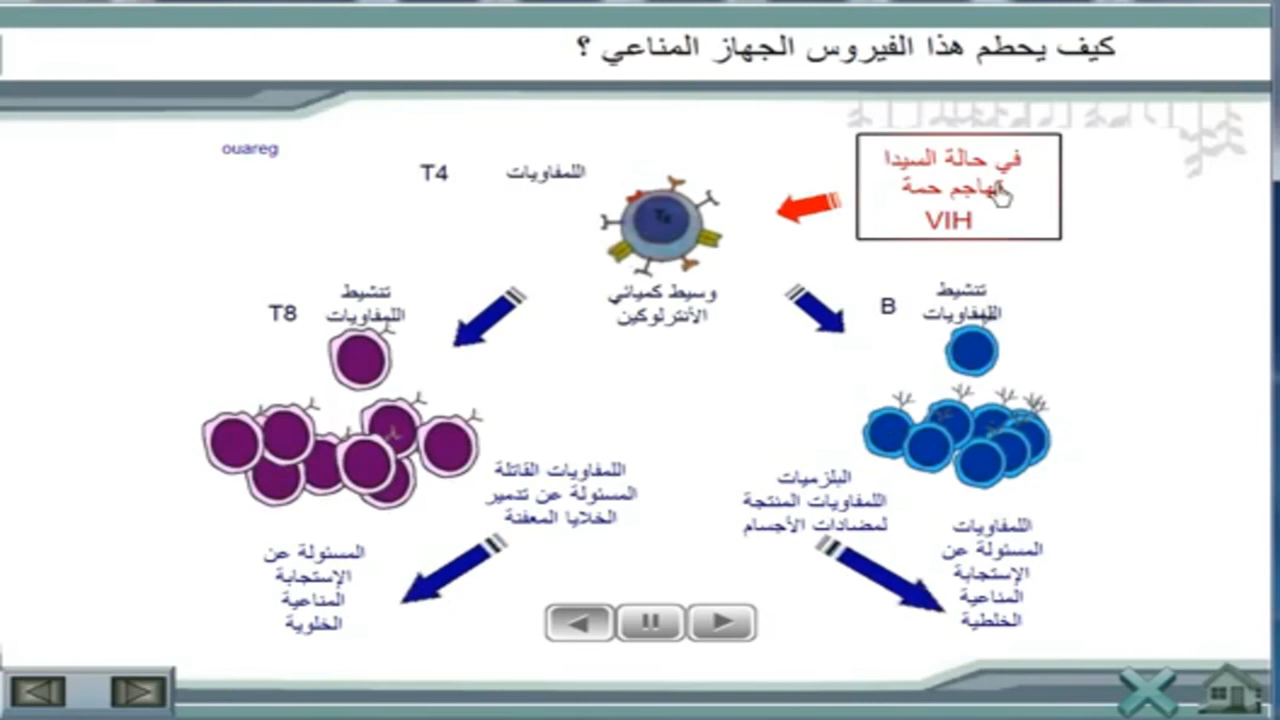 كيف يحطم هذا الفيروس الجهاز المناعي ؟
في حالة السيدا
تهاجم حمة
VIH
ouareg
اللمفاويات T4
وسيط كميائي
الأنترلوكين
تنشيط
اللمفاويات B
تنشيط
اللمفاويات T8
البلزميات
اللمفاويات المنتجة
لمضادات الأجسام
اللمفاويات القاتلة
المسئولة عن تدمير
الخلايا المعفنة
اللمفاويات
المسئولة عن
الإستجابة
المناعية
الخلطية
المسئولة عن
الإستجابة
المناعية
الخلوية